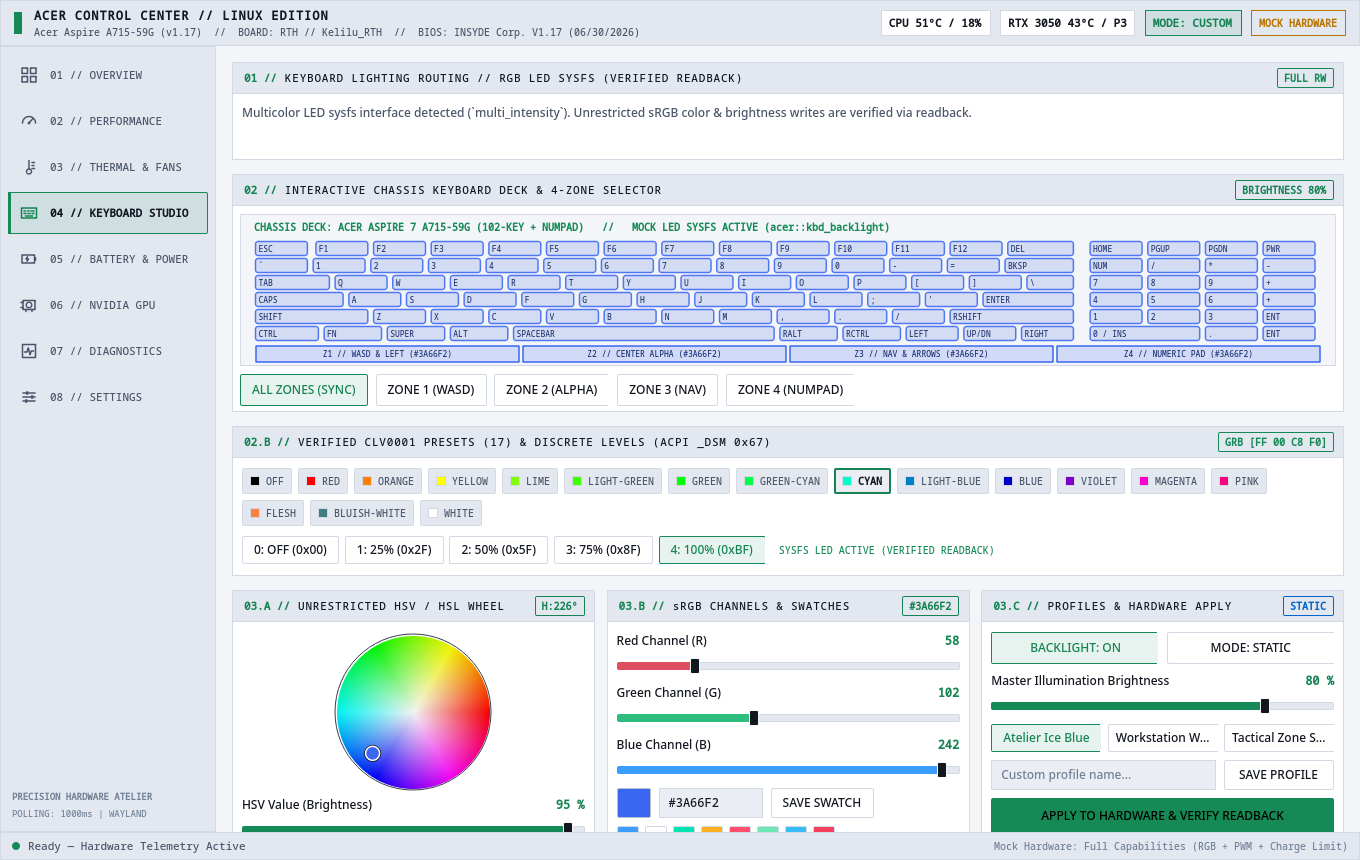 ACER CONTROL CENTER // LINUX EDITION
Acer Aspire A715-59G (v1.17) // BOARD: RTH // Kelilu_RTH // BIOS: INSYDE Corp. V1.17 (06/30/2026)
CPU 51°C / 18%
RTX 3050 43°C / P3
MODE: CUSTOM
MOCK HARDWARE
01 // OVERVIEW
02 // PERFORMANCE
03 // THERMAL & FANS
04 // KEYBOARD STUDIO
05 // BATTERY & POWER
06 // NVIDIA GPU
07 // DIAGNOSTICS
08 // SETTINGS
PRECISION HARDWARE ATELIER
POLLING: 1000ms | WAYLAND
01 // KEYBOARD LIGHTING ROUTING // RGB LED SYSFS (VERIFIED READBACK)
FULL RW
Multicolor LED sysfs interface detected (`multi_intensity`). Unrestricted sRGB color & brightness writes are verified via readback.
02 // INTERACTIVE CHASSIS KEYBOARD DECK & 4-ZONE SELECTOR
BRIGHTNESS 80%
CHASSIS DECK: ACER ASPIRE 7 A715-59G (102-KEY + NUMPAD) // MOCK LED SYSFS ACTIVE (acer::kbd_backlight)
ESC F1 F2 F3 F4 F5 F6 F7 F8 F9 F10 F11 F12 DEL HOME PGUP PGDN PWR
` 1 2 3 4 5 6 7 8 9 0 - = BKSP NUM / * -
TAB Q W E R T Y U I O P [ ] \ 7 8 9 +
CAPS A S D F G H J K L ; ' ENTER 4 5 6 +
SHIFT Z X C V B N M , . / RSHIFT 1 2 3 ENT
CTRL FN SUPER ALT SPACEBAR RALT RCTRL LEFT UP/DN RIGHT 0 / INS . ENT
Z1 // WASD & LEFT (#3A66F2)
Z2 // CENTER ALPHA (#3A66F2)
Z3 // NAV & ARROWS (#3A66F2)
Z4 // NUMERIC PAD (#3A66F2)
ALL ZONES (SYNC)
ZONE 1 (WASD)
ZONE 2 (ALPHA)
ZONE 3 (NAV)
ZONE 4 (NUMPAD)
02.B // VERIFIED CLV0001 PRESETS (17) & DISCRETE LEVELS (ACPI _DSM 0x67)
GRB [FF 00 C8 F0]
OFF
RED
ORANGE
YELLOW
LIME
LIGHT-GREEN
GREEN
GREEN-CYAN
CYAN
LIGHT-BLUE
BLUE
VIOLET
MAGENTA
PINK
FLESH
BLUISH-WHITE
WHITE
0: OFF (0x00)
1: 25% (0x2F)
2: 50% (0x5F)
3: 75% (0x8F)
4: 100% (0xBF)
SYSFS LED ACTIVE (VERIFIED READBACK)
03.A // UNRESTRICTED HSV / HSL WHEEL
H:226°
HSV Value (Brightness) 95 %
03.B // sRGB CHANNELS & SWATCHES
#3A66F2
Red Channel (R) 58
Green Channel (G) 102
Blue Channel (B) 242
#3A66F2
SAVE SWATCH
03.C // PROFILES & HARDWARE APPLY
STATIC
BACKLIGHT: ON
MODE: STATIC
Master Illumination Brightness 80 %
Atelier Ice Blue
Workstation W...
Tactical Zone S...
Custom profile name...
SAVE PROFILE
APPLY TO HARDWARE & VERIFY READBACK
Ready — Hardware Telemetry Active
Mock Hardware: Full Capabilities (RGB + PWM + Charge Limit)